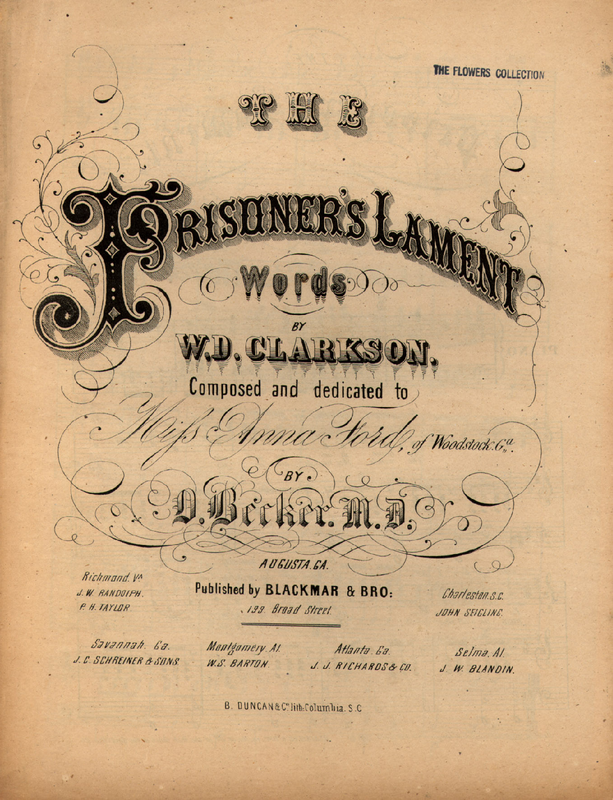 THE FLOWERS COLLECTION
THE
PRISONER'S LAMENT
Words
BY
W.D. CLARKSON.
Composed and dedicated to
Miſs Anna Ford, of Woodstock. Ga.
BY
D. Becker. M.D.
AUGUSTA. GA.
Published by BLACKMAR & BRO:
199 Broad Street
Richmond. Va
J. W. RANDOLPH.
P. H. TAYLOR
Charleston. S.C.
JOHN SEIGLING.
Savannah. Ga.
J. C. SCHREINER & SONS.
Montgomery. Al.
W. S. BARTON.
Atlanta. Ga
J. J. RICHARDS & CO.
Selma. Al
J. W. BLANDIN.
B. DUNCAN & Co. lith. Columbia. S.C